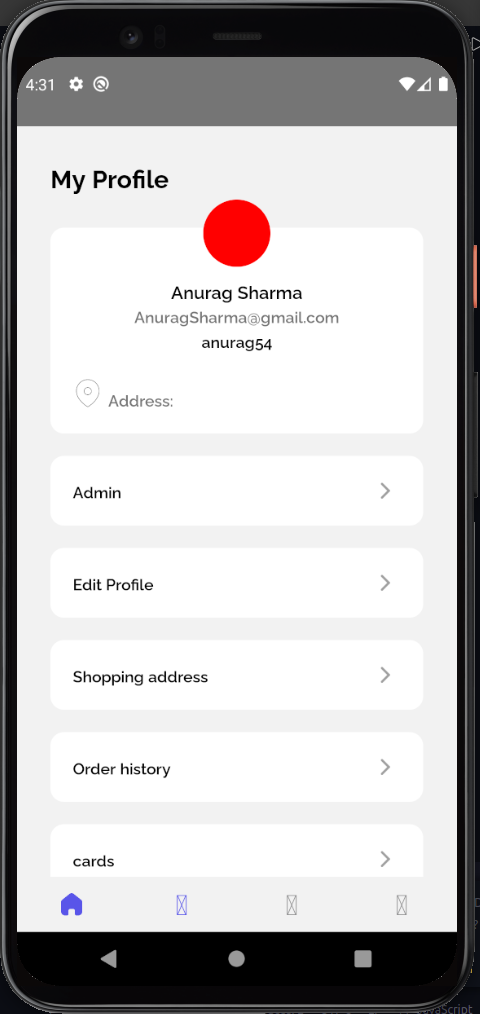 4:31
My Profile
Anurag Sharma
AnuragSharma@gmail.com
anurag54
Address:
Admin
Edit Profile
Shopping address
Order history
cards